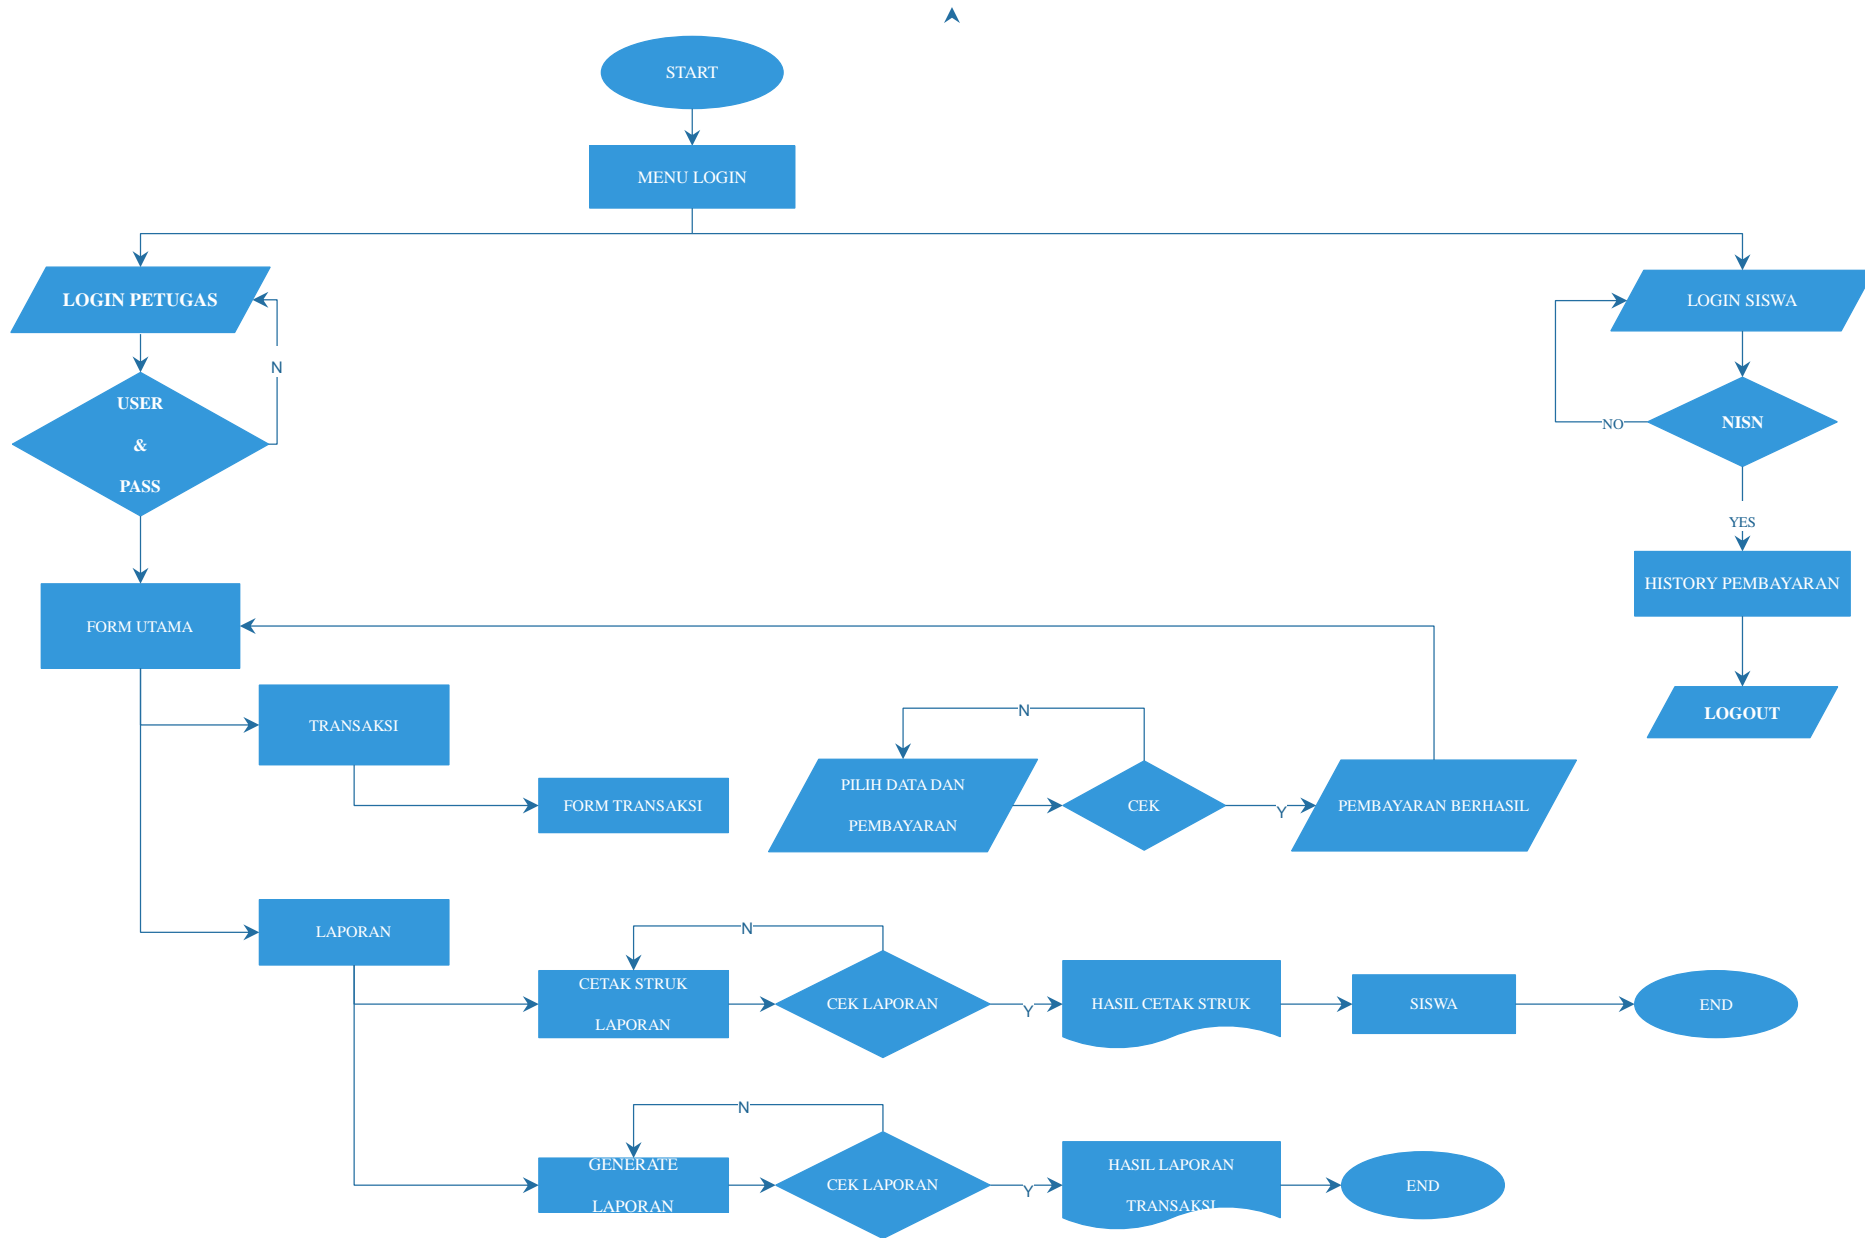 START
MENU LOGIN
LOGIN PETUGAS
LOGIN SISWA
N
USER
&
PASS
NO
NISN
YES
FORM UTAMA
HISTORY PEMBAYARAN
TRANSAKSI
N
LOGOUT
FORM TRANSAKSI
PILIH DATA DAN
PEMBAYARAN
CEK
Y
PEMBAYARAN BERHASIL
LAPORAN
N
CETAK STRUK
LAPORAN
CEK LAPORAN
Y
HASIL CETAK STRUK
SISWA
END
N
GENERATE
LAPORAN
CEK LAPORAN
Y
HASIL LAPORAN
TRANSAKSI
END